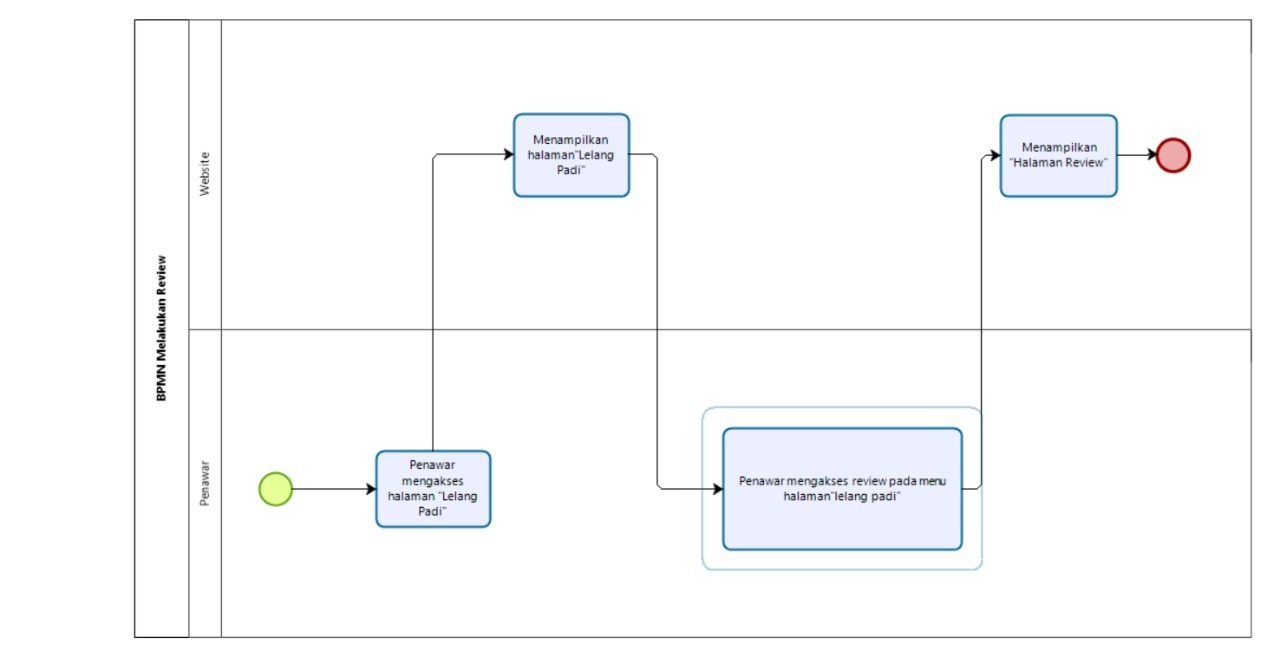 BPMN Melakukan Review
Website
Menampilkan
halaman"Lelang
Padi"
Menampilkan
"Halaman Review"
Penawar
Penawar
mengakses
halaman "Lelang
Padi"
Penawar mengakses review pada menu
halaman"lelang padi"